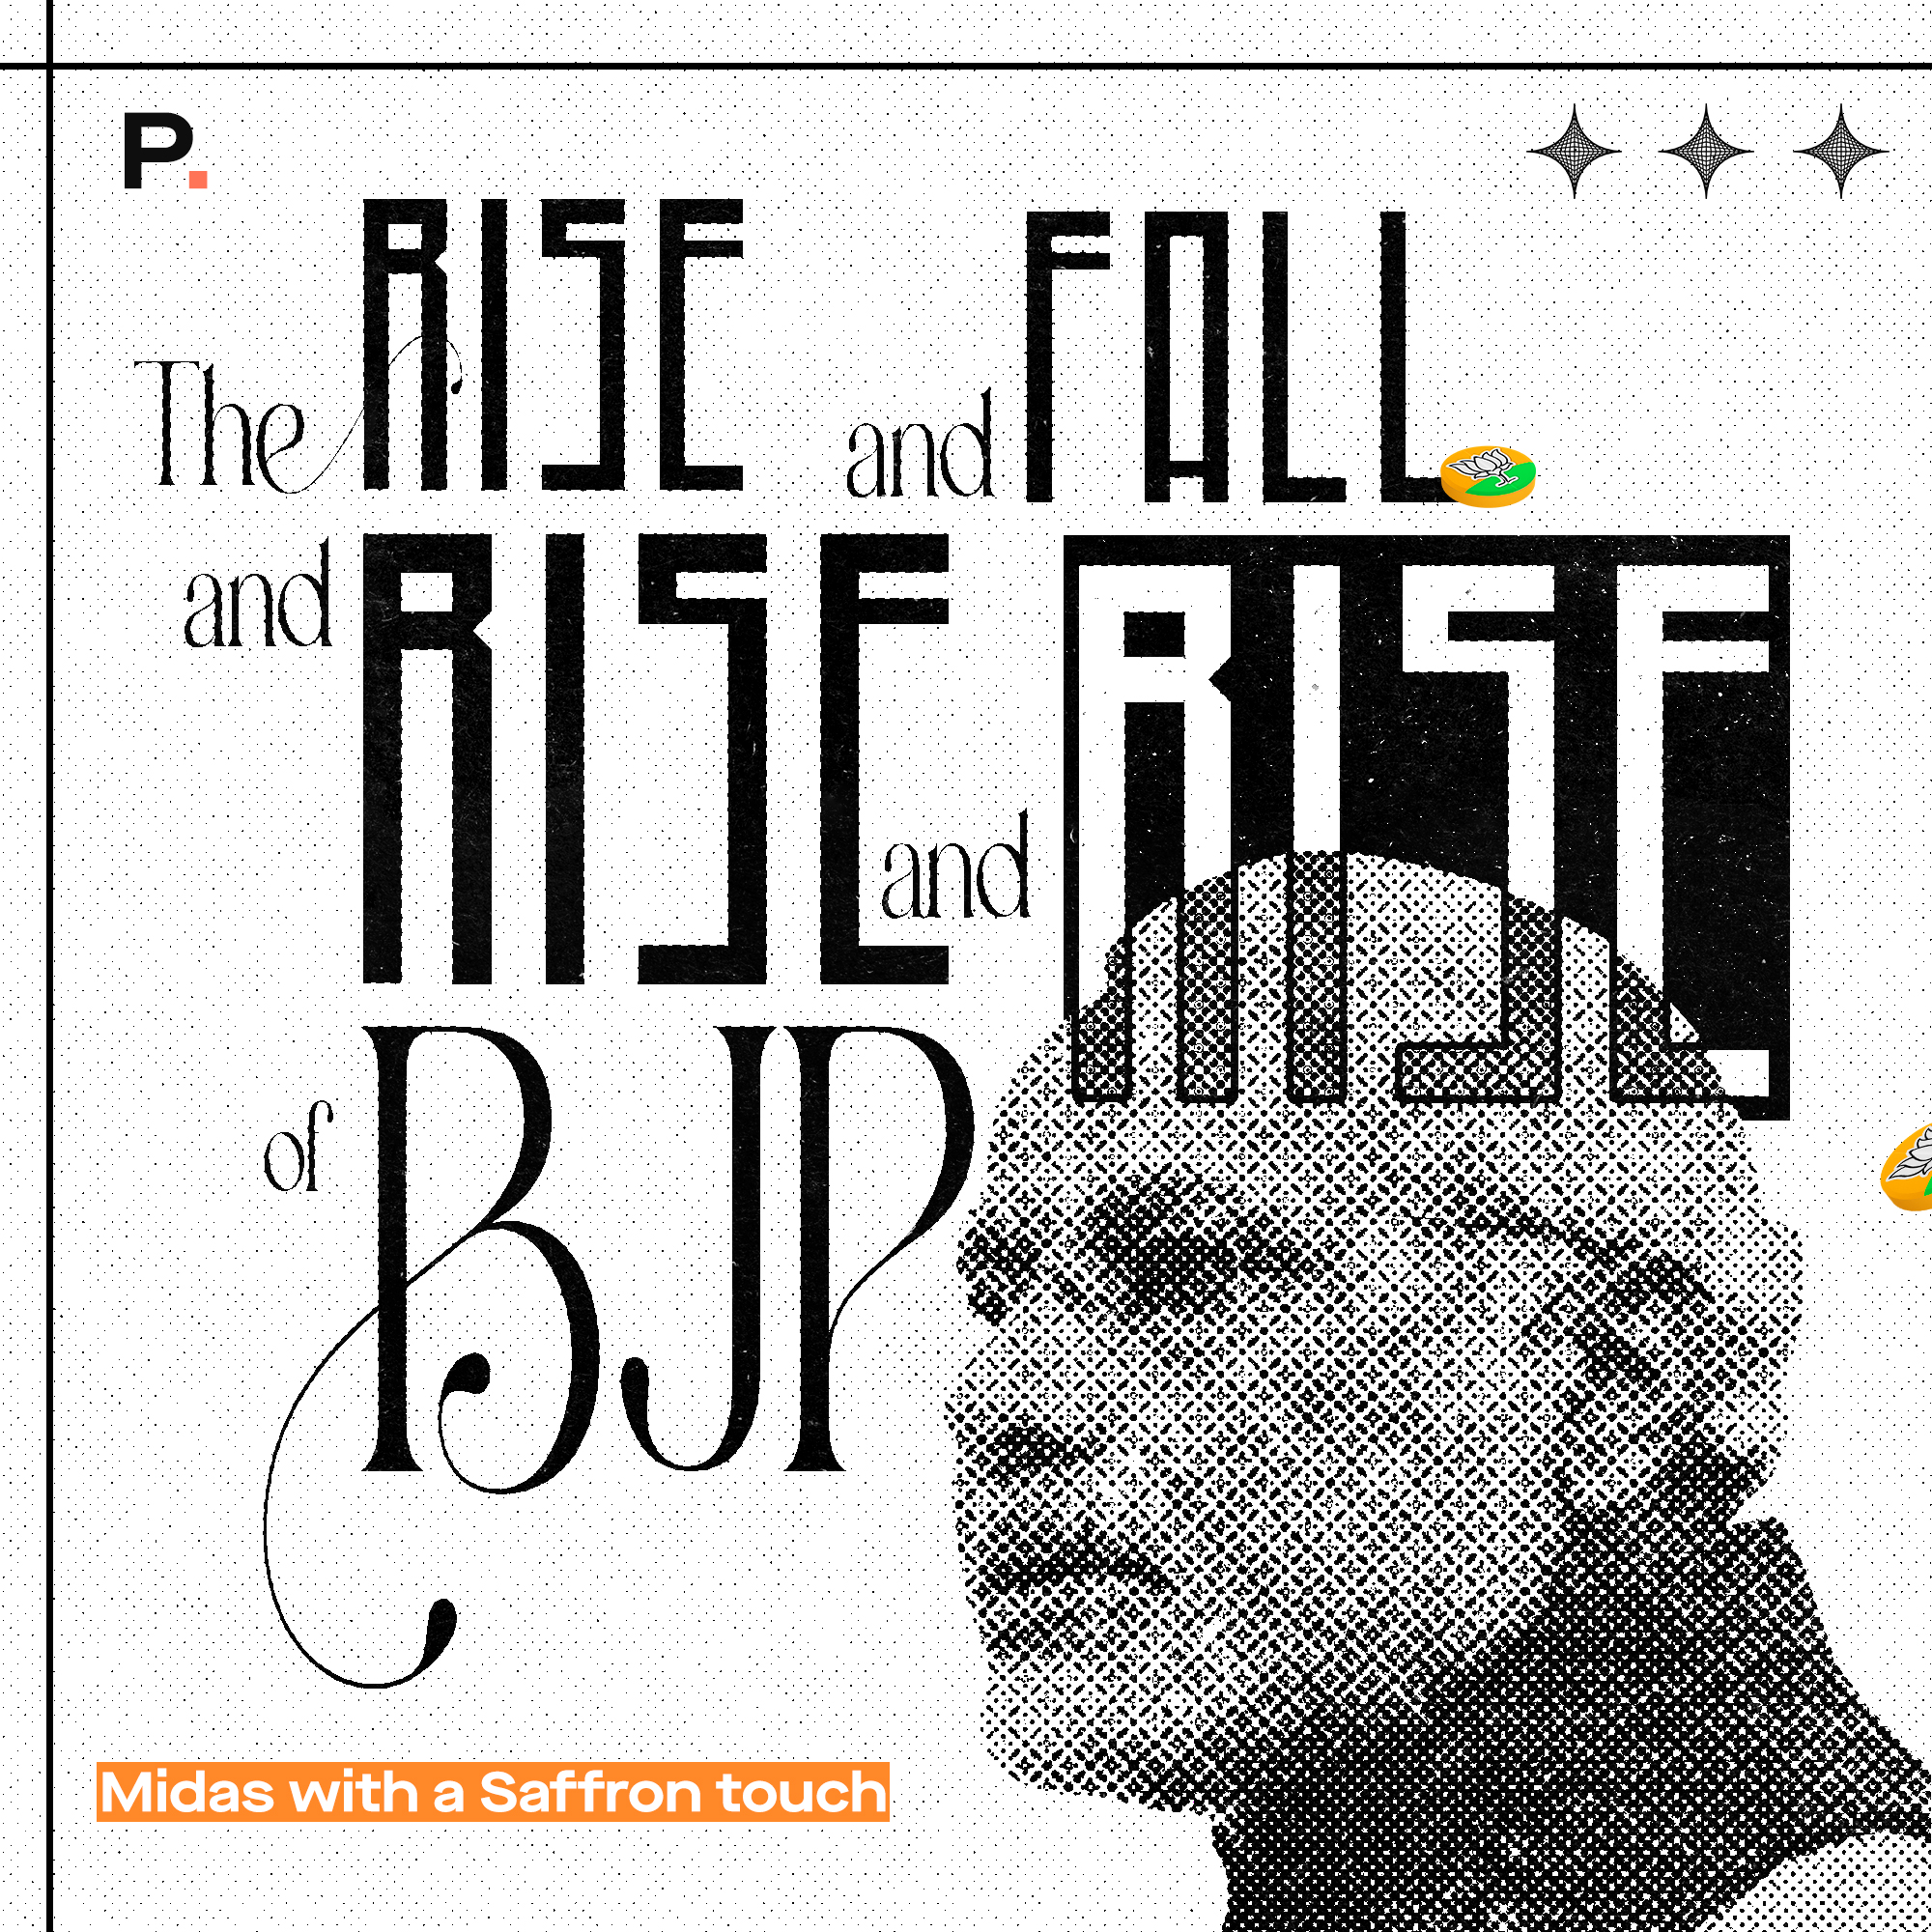 P.
The RISE and FALL
and RISE and RISE
of BJP
Midas with a Saffron touch